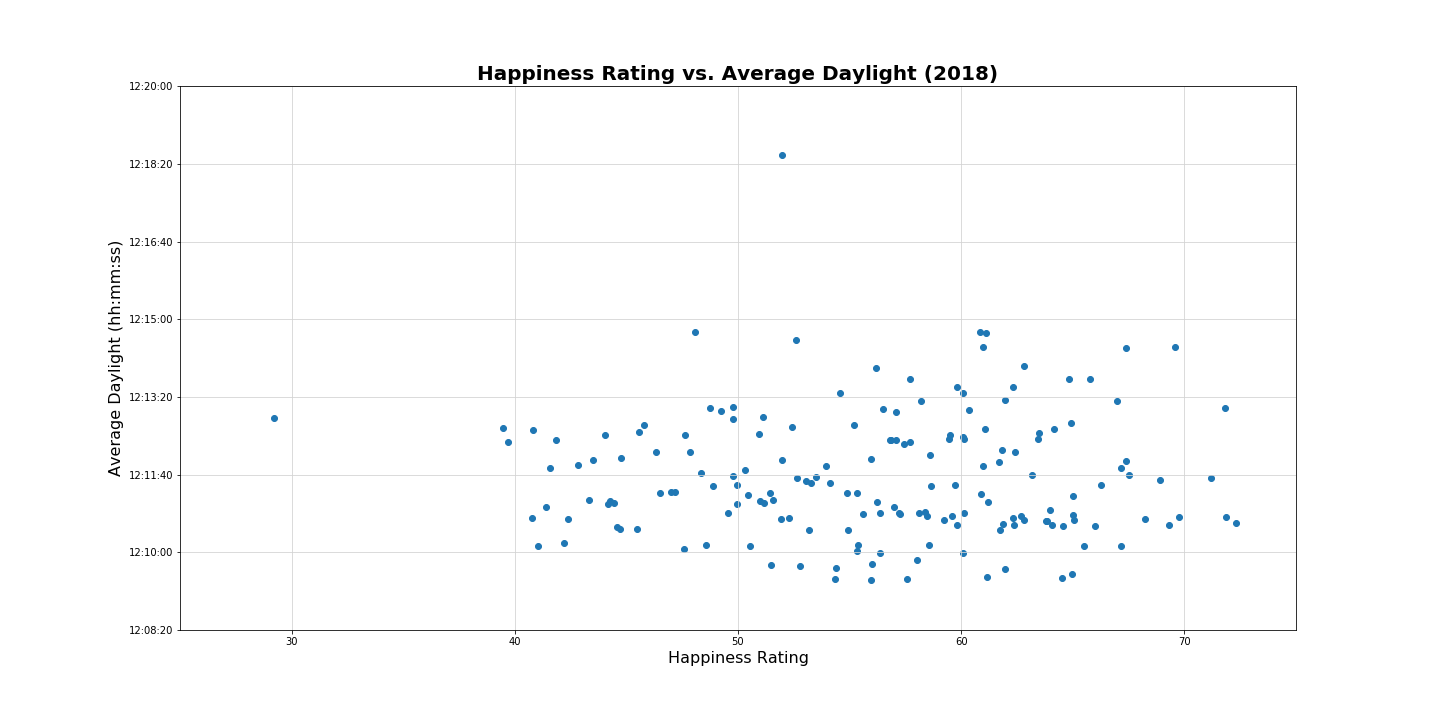 Happiness Rating vs. Average Daylight (2018)
12:20:00
12:18:20
12:16:40
12:15:00
12:13:20
12:11:40
12:10:00
12:08:20
Average Daylight (hh:mm:ss)
30 40 50 60 70
Happiness Rating